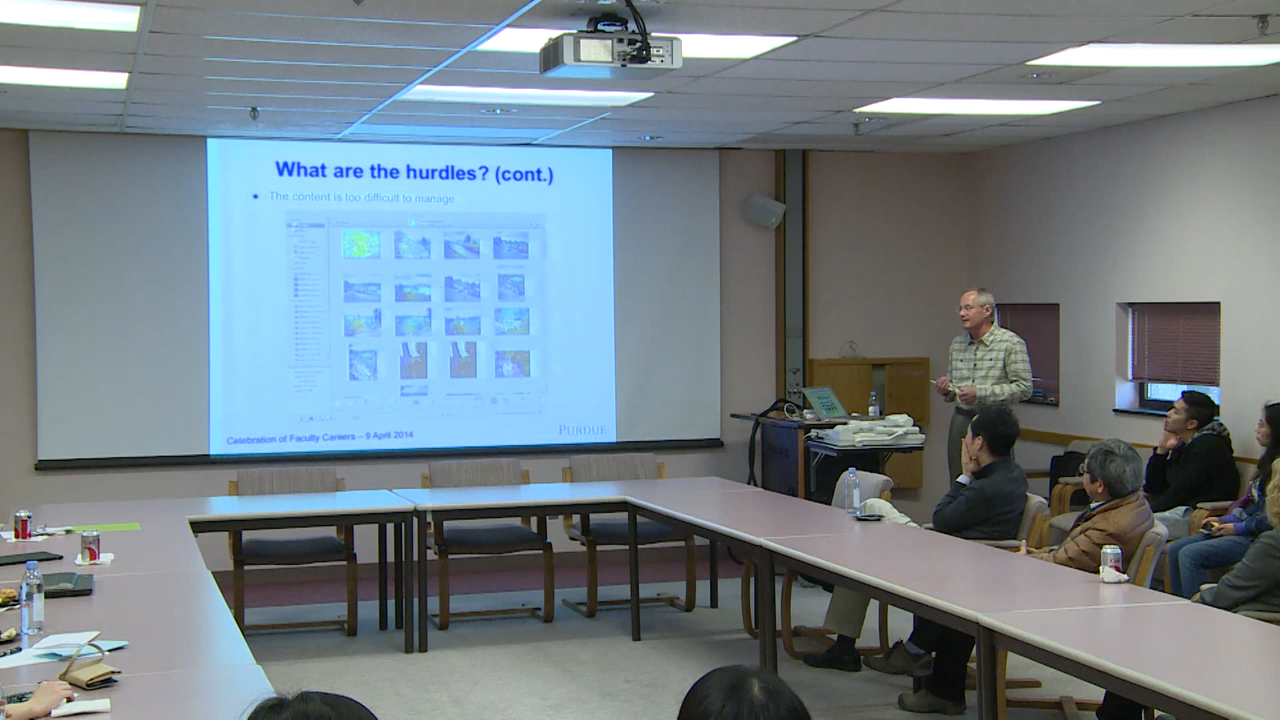 What are the hurdles? (cont.)
• The content is too difficult to manage
Celebration of Faculty Careers – 9 April 2014
PURDUE